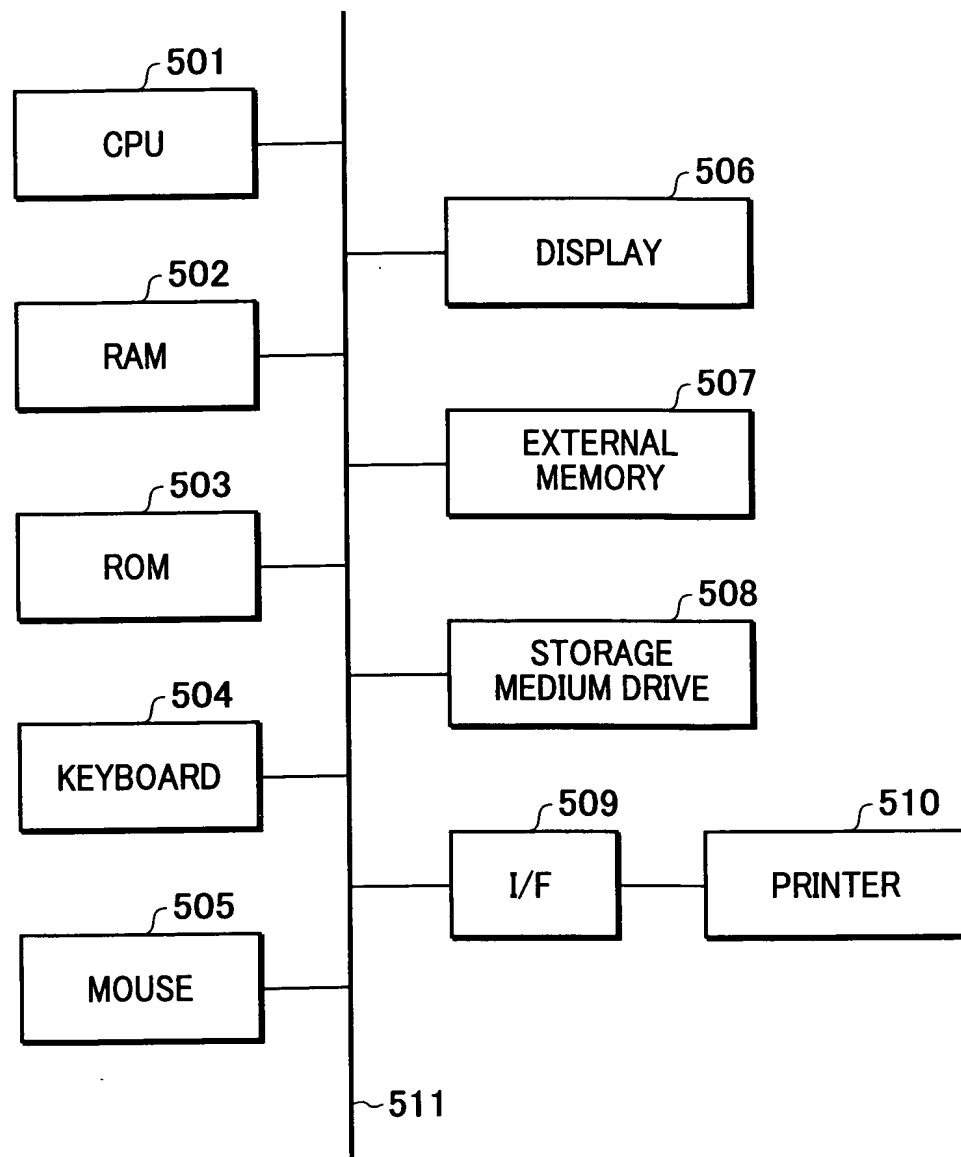 501
CPU
502
RAM
503
ROM
504
KEYBOARD
505
MOUSE
506
DISPLAY
507
EXTERNAL
MEMORY
508
STORAGE
MEDIUM DRIVE
509
I/F
510
PRINTER
511